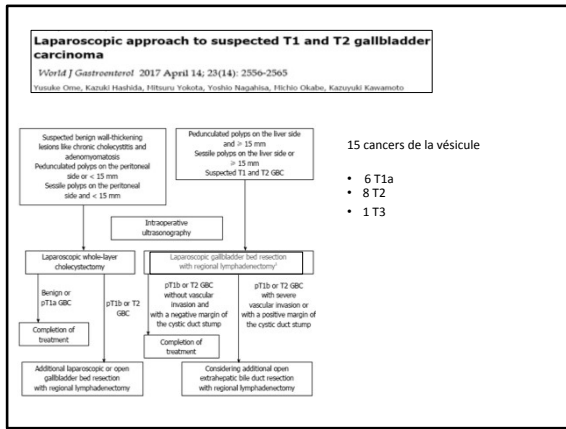 Laparoscopic approach to suspected T1 and T2 gallbladder
carcinoma
World J Gastroenterol 2017 April 14; 23(14): 2556-2565
Yusuke Ome, Kazuki Hashida, Mitsuru Yokota, Yoshio Nagahisa, Michio Okabe, Kazuyuki Kawamoto
Suspected benign wall-thickening
lesions like chronic cholecystitis and
adenomyomatosis
Pedunculated polyps on the peritoneal
side or < 15 mm
Sessile polyps on the peritoneal
side and < 15 mm
Pedunculated polyps on the liver side
and ≥ 15 mm
Sessile polyps on the liver side or
≥ 15 mm
Suspected T1 and T2 GBC
15 cancers de la vésicule
• 6 T1a
• 8 T2
• 1 T3
Intraoperative
ultrasonography
Laparoscopic whole-layer
cholecystectomy
Laparoscopic gallbladder bed resection
with regional lymphadenectomy¹
Benign or
pT1a GBC
pT1b or T2
GBC
pT1b or T2 GBC
without vascular
invasion and
with a negative margin of
the cystic duct stump
pT1b or T2 GBC
with severe
vascular invasion or
with a positive margin of
the cystic duct stump
Completion of
treatment
Completion of
treatment
Additional laparoscopic or open
gallbladder bed resection
with regional lymphadenectomy
Considering additional open
extrahepatic bile duct resection
with regional lymphadenectomy